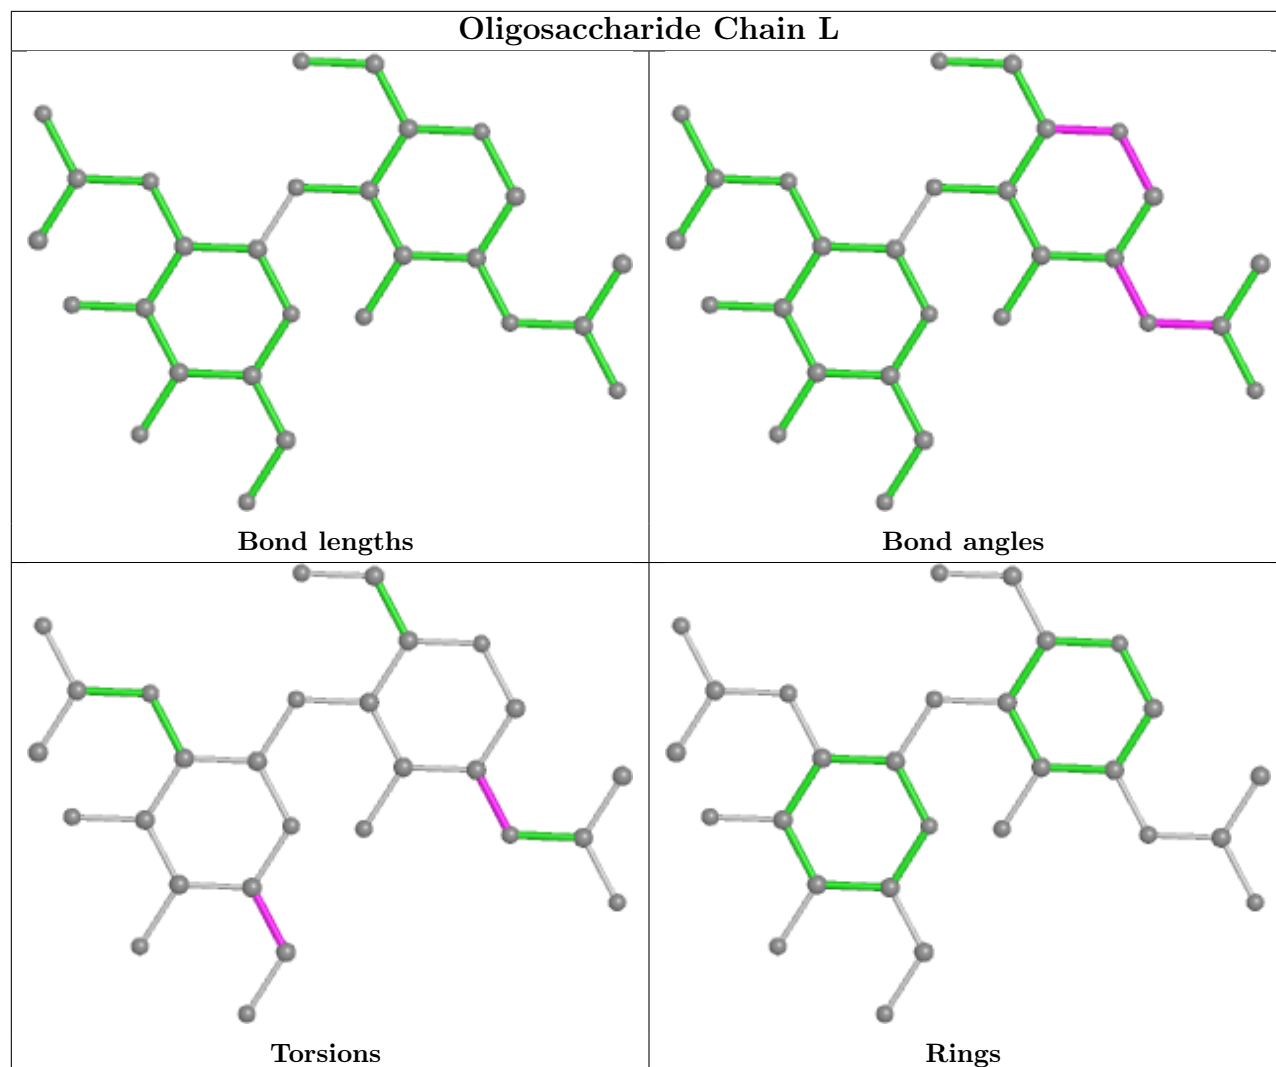 Oligosaccharide Chain L
Bond lengths
Bond angles
Torsions
Rings